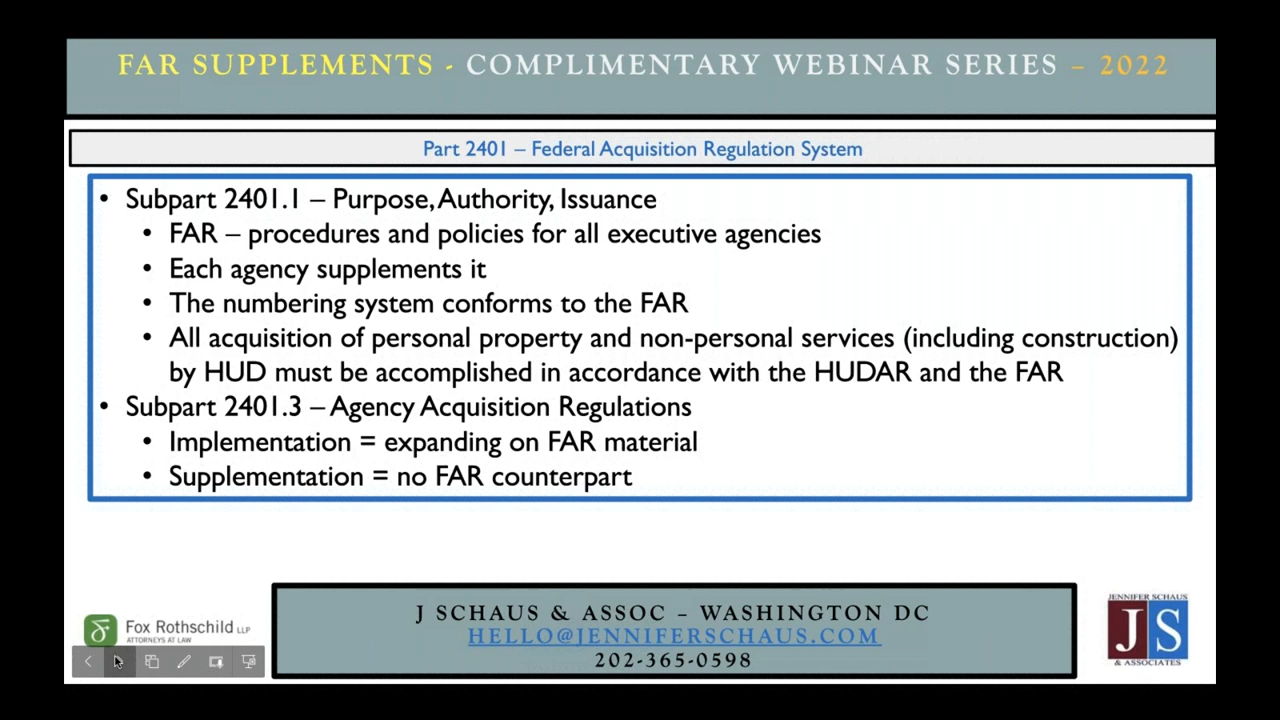 FAR SUPPLEMENTS - COMPLIMENTARY WEBINAR SERIES – 2022
Part 2401 – Federal Acquisition Regulation System
• Subpart 2401.1 – Purpose, Authority, Issuance
• FAR – procedures and policies for all executive agencies
• Each agency supplements it
• The numbering system conforms to the FAR
• All acquisition of personal property and non-personal services (including construction)
by HUD must be accomplished in accordance with the HUDAR and the FAR
• Subpart 2401.3 – Agency Acquisition Regulations
• Implementation = expanding on FAR material
• Supplementation = no FAR counterpart
Fox Rothschild LLP
ATTORNEYS AT LAW
J SCHAUS & ASSOC – WASHINGTON DC
HELLO@JENNIFERSCHAUS.COM
202-365-0598
JENNIFER SCHAUS
JS
& ASSOCIATES